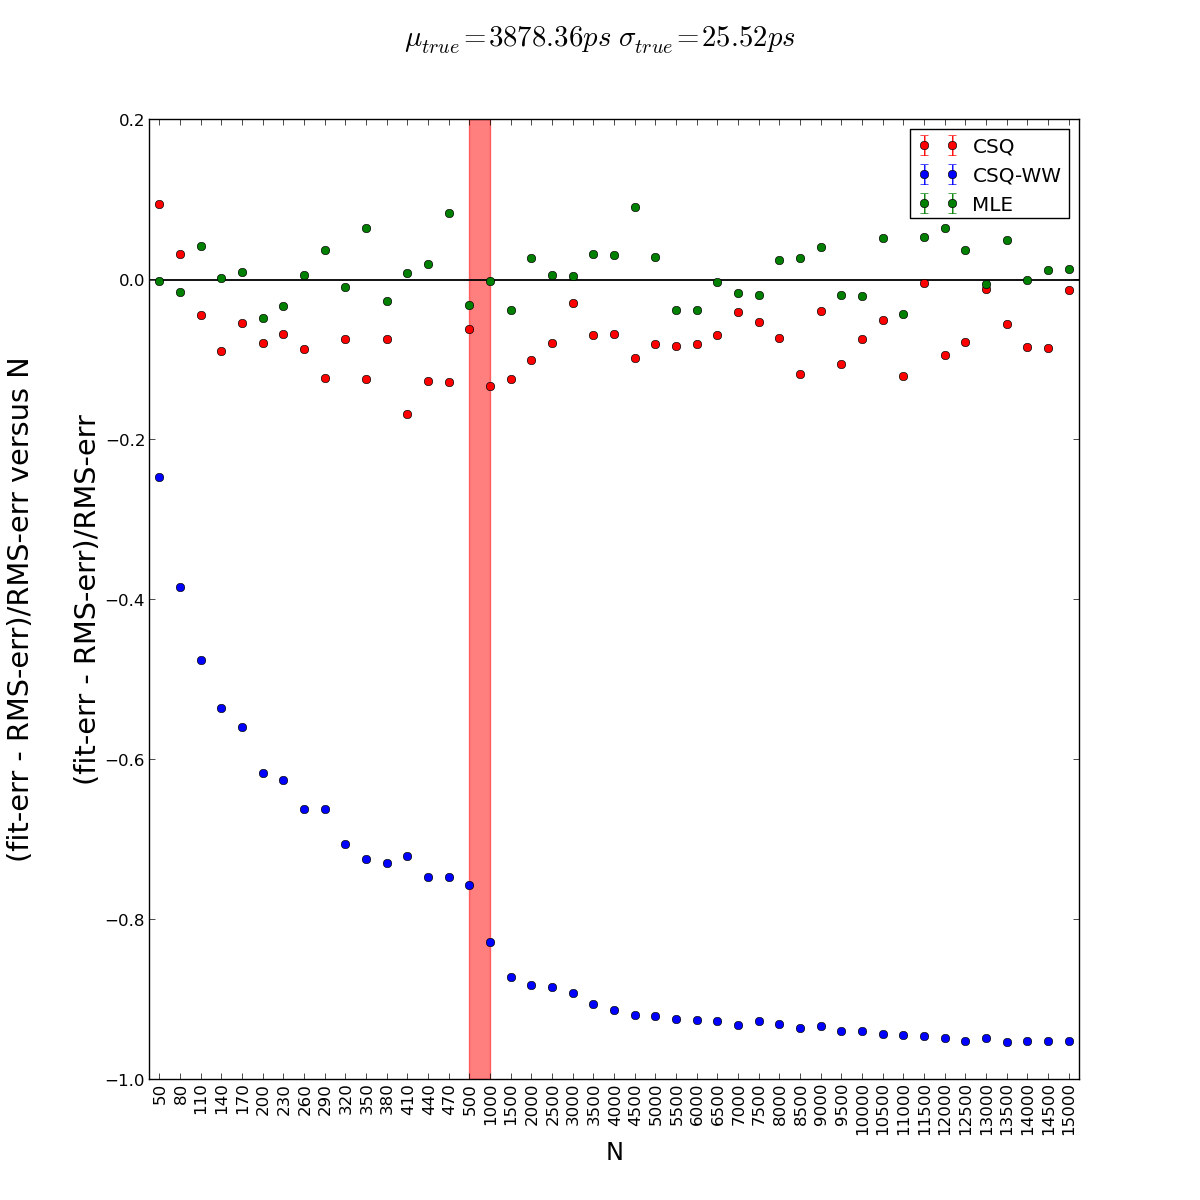 μtrue=3878.36ps σtrue=25.52ps
(fit-err - RMS-err)/RMS-err versus N
(fit-err - RMS-err)/RMS-err
0.2
0.0
−0.2
−0.4
−0.6
−0.8
−1.0
CSQ
CSQ-WW
MLE
50 80 110 140 170 200 230 260 290 320 350 380 410 440 470 500 1000 1500 2000 2500 3000 3500 4000 4500 5000 5500 6000 6500 7000 7500 8000 8500 9000 9500 10000 10500 11000 11500 12000 12500 13000 13500 14000 14500 15000
N